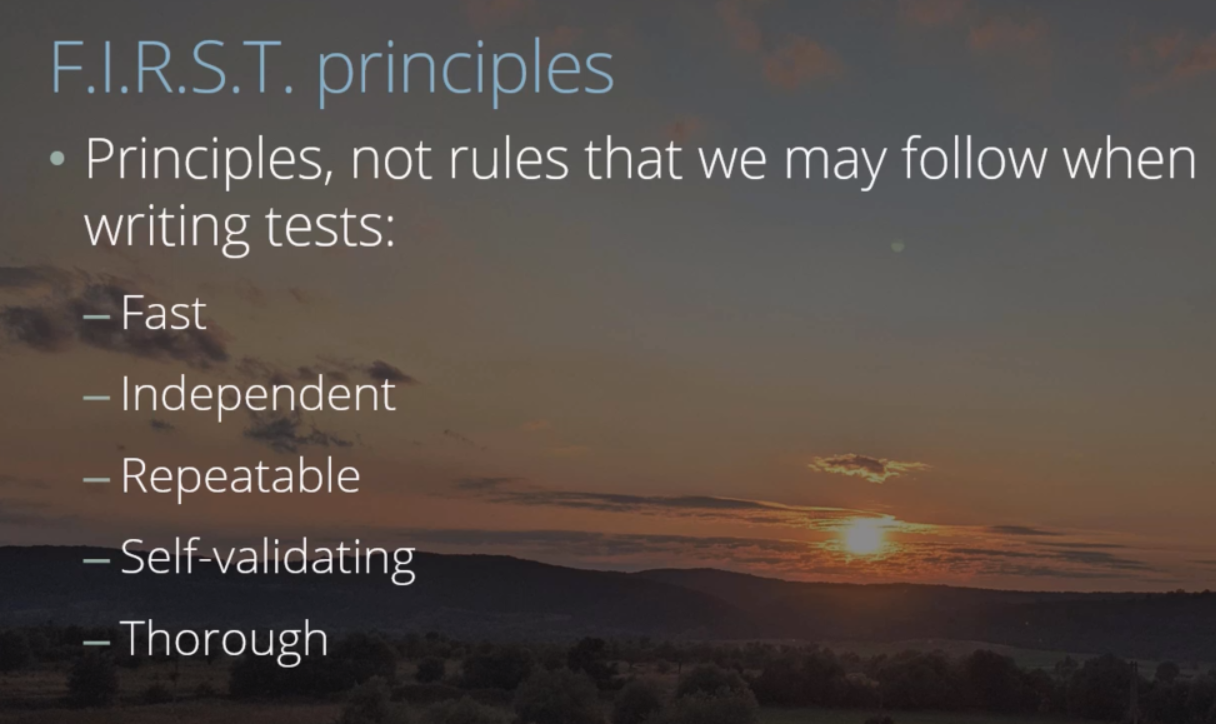 F.I.R.S.T. principles
• Principles, not rules that we may follow when
writing tests:
– Fast
– Independent
– Repeatable
– Self-validating
– Thorough